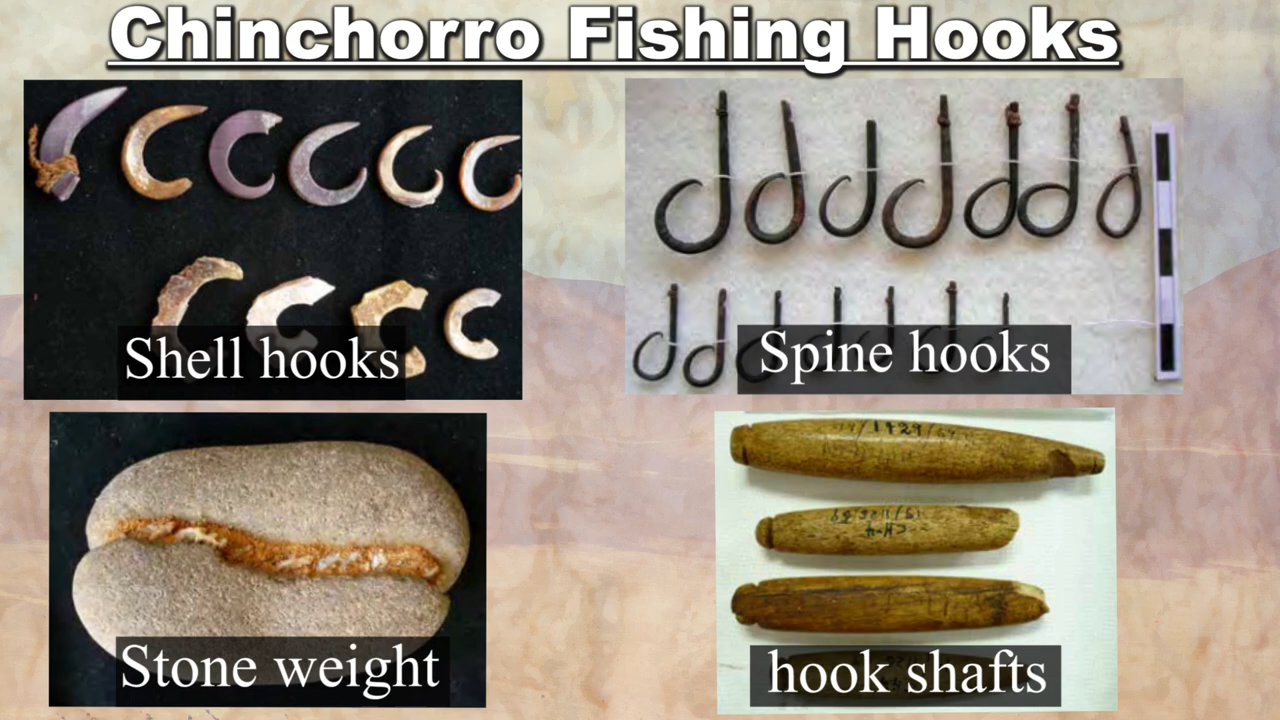 Chinchorro Fishing Hooks
Shell hooks
Spine hooks
Stone weight
hook shafts